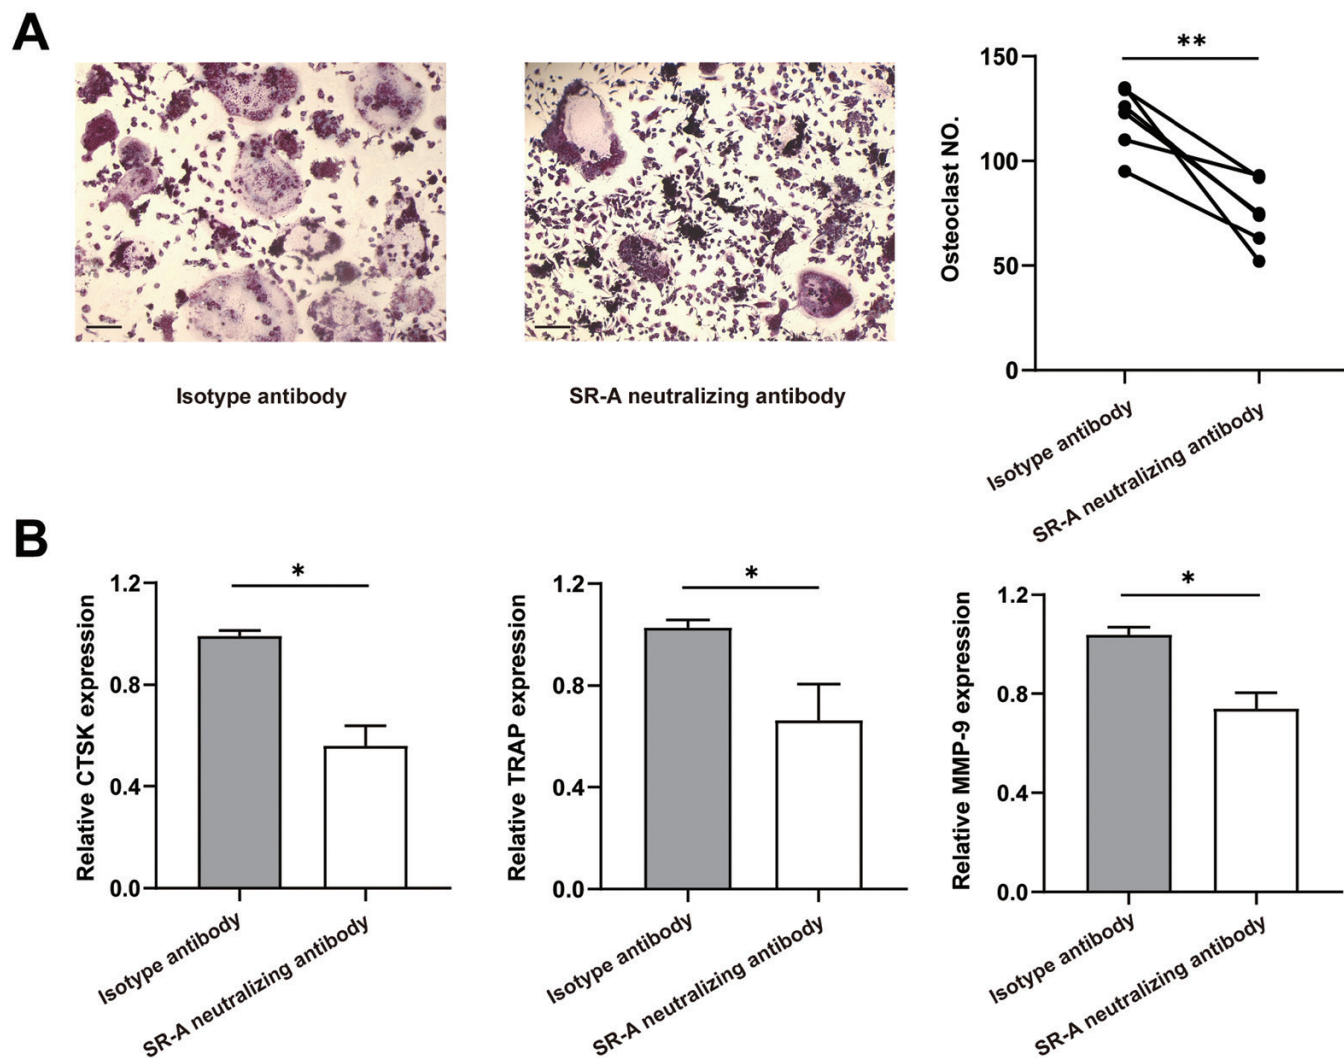 A
Isotype antibody
SR-A neutralizing antibody
**
Osteoclast NO.
150
100
50
0
Isotype antibody
SR-A neutralizing antibody
B
*
Relative CTSK expression
1.2
0.8
0.4
0.0
Isotype antibody
SR-A neutralizing antibody
*
Relative TRAP expression
1.2
0.8
0.4
0.0
Isotype antibody
SR-A neutralizing antibody
*
Relative MMP-9 expression
1.2
0.8
0.4
0.0
Isotype antibody
SR-A neutralizing antibody